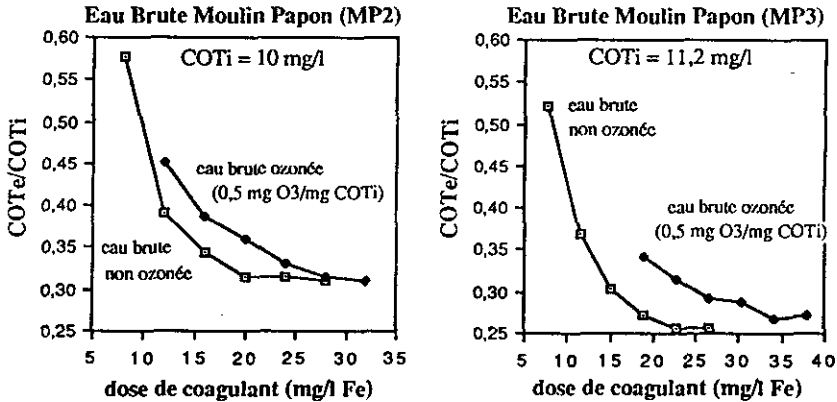 Eau Brute Moulin Papon (MP2)
0,60
0,55
0,50
0,45
0,40
0,35
0,30
0,25
COTe/COTi
COTi = 10 mg/l
eau brute ozonée
(0,5 mg O3/mg COTi)
eau brute
non ozonée
5 10 15 20 25 30 35
dose de coagulant (mg/l Fe)
Eau Brute Moulin Papon (MP3)
0,60
0,55
0,50
0,45
0,40
0,35
0,30
0,25
COTe/COTi
COTi = 11,2 mg/l
eau brute
non ozonée
eau brute ozonée
(0,5 mg O3/mg COTi)
5 10 15 20 25 30 35 40
dose de coagulant (mg/l Fe)